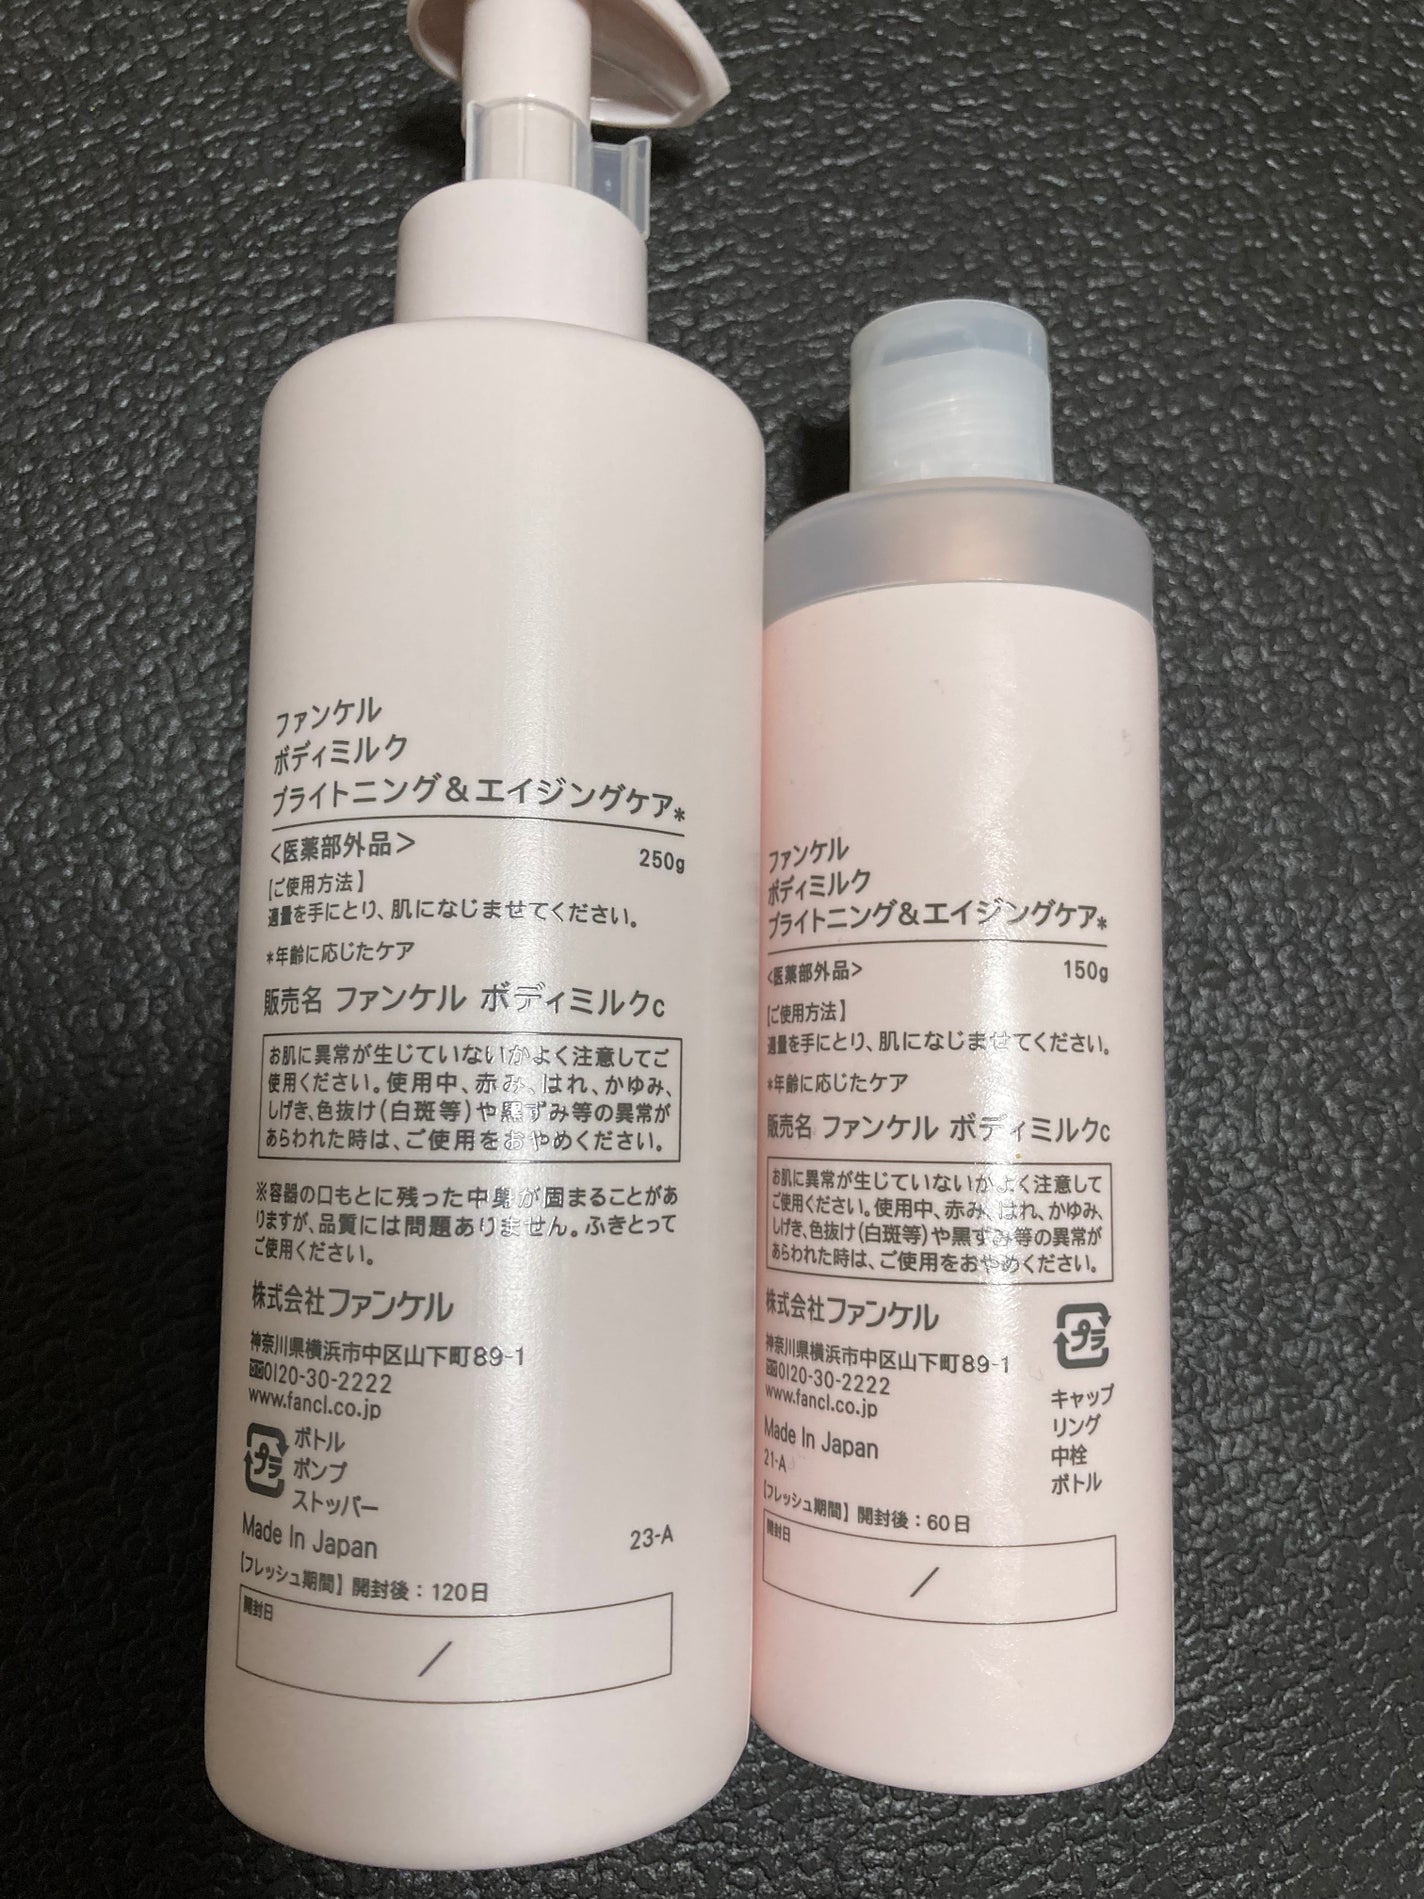 ファンケル
ボディミルク
ブライトニング&エイジングケア*
<医薬部外品>
250g
【ご使用方法】
適量を手にとり、肌になじませてください。
*年齢に応じたケア
販売名 ファンケル ボディミルクc
お肌に異常が生じていないかよく注意してご
使用ください。使用中、赤み、はれ、かゆみ、
しげき、色抜け(白斑等)や黒ずみ等の異常が
あらわれた時は、ご使用をおやめください。
※容器の口もとに残った中身が固まることがあ
りますが、品質には問題ありません。ふきとって
ご使用ください。
株式会社ファンケル
神奈川県横浜市中区山下町89-1
0120-30-2222
www.fancl.co.jp
プラ
ボトル
ポンプ
ストッパー
Made In Japan
23-A
【フレッシュ期間】開封後:120日
開封日
/
ファンケル
ボディミルク
ブライトニング&エイジングケア*
<医薬部外品>
150g
【ご使用方法】
適量を手にとり、肌になじませてください。
*年齢に応じたケア
販売名 ファンケル ボディミルクc
お肌に異常が生じていないかよく注意して
ご使用ください。使用中、赤み、はれ、かゆみ、
しげき、色抜け(白斑等)や黒ずみ等の異常が
あらわれた時は、ご使用をおやめください。
株式会社ファンケル
神奈川県横浜市中区山下町89-1
0120-30-2222
www.fancl.co.jp
Made In Japan
21-A
プラ
キャップ
リング
中栓
ボトル
【フレッシュ期間】開封後:60日
開封日
/